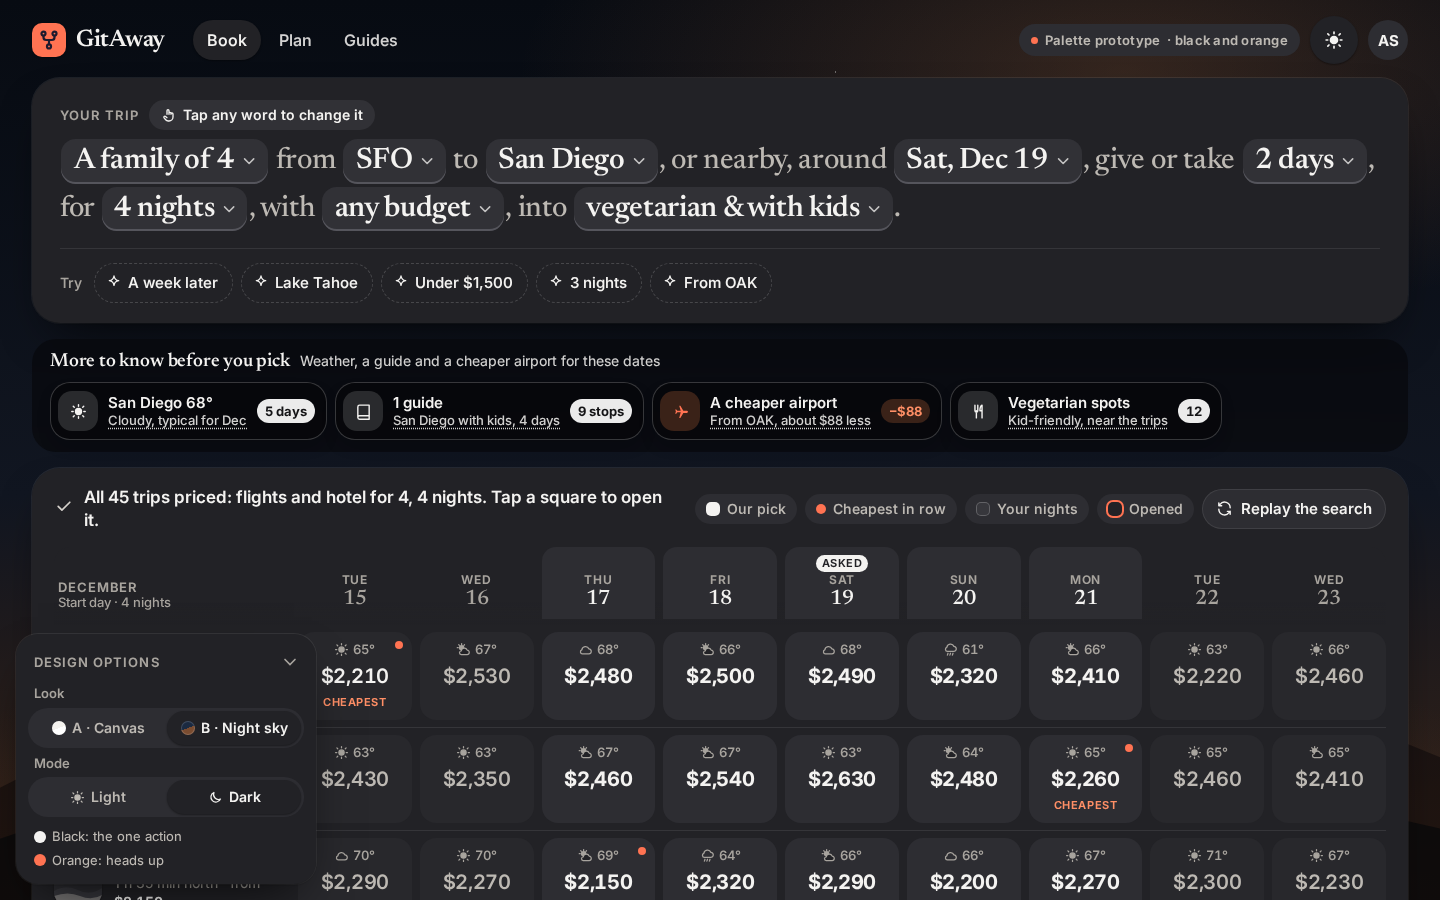 GitAway
Book
Plan
Guides
Palette prototype · black and orange
AS
YOUR TRIP
Tap any word to change it
A family of 4 from SFO to San Diego, or nearby, around Sat, Dec 19, give or take 2 days,
for 4 nights, with any budget, into vegetarian & with kids.
Try
A week later
Lake Tahoe
Under $1,500
3 nights
From OAK
More to know before you pick
Weather, a guide and a cheaper airport for these dates
San Diego 68°
Cloudy, typical for Dec
5 days
1 guide
San Diego with kids, 4 days
9 stops
A cheaper airport
From OAK, about $88 less
−$88
Vegetarian spots
Kid-friendly, near the trips
12
All 45 trips priced: flights and hotel for 4, 4 nights. Tap a square to open
it.
Our pick
Cheapest in row
Your nights
Opened
Replay the search
DECEMBER
Start day · 4 nights
TUE
15
WED
16
THU
17
FRI
18
ASKED
SAT
19
SUN
20
MON
21
TUE
22
WED
23
65° 67° 68° 66° 68° 61° 66° 63° 66°
$2,210 $2,530 $2,480 $2,500 $2,490 $2,320 $2,410 $2,220 $2,460
CHEAPEST
63° 63° 67° 67° 63° 64° 65° 65° 65°
$2,430 $2,350 $2,460 $2,540 $2,630 $2,480 $2,260 $2,460 $2,410
CHEAPEST
70° 70° 69° 64° 66° 66° 67° 71° 67°
$2,290 $2,270 $2,150 $2,320 $2,290 $2,200 $2,270 $2,300 $2,230
DESIGN OPTIONS
Look
A · Canvas
B · Night sky
Mode
Light
Dark
Black: the one action
Orange: heads up